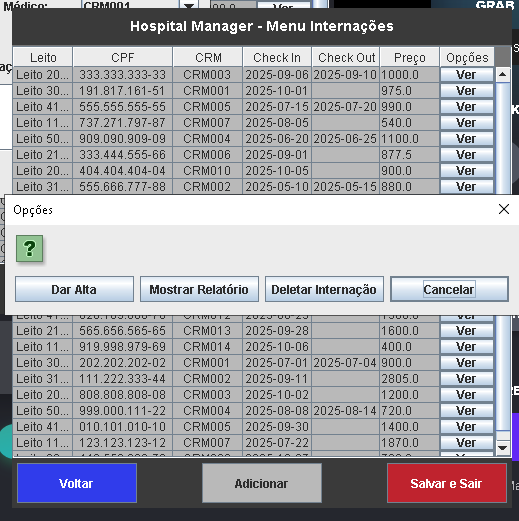 Médico: CRM001 90.0 Ver GRAB
Hospital Manager - Menu Internações
Leito CPF CRM Check In Check Out Preço Opções
Leito 20... 333.333.333-33 CRM003 2025-09-06 2025-09-10 1000.0 Ver
Leito 30... 191.817.161-51 CRM001 2025-10-01 975.0 Ver
Leito 41... 555.555.555-55 CRM005 2025-07-15 2025-07-20 990.0 Ver
Leito 11... 737.271.797-87 CRM007 2025-08-05 540.0 Ver
Leito 50... 909.090.909-09 CRM004 2025-06-20 2025-06-25 1100.0 Ver
Leito 21... 333.444.555-66 CRM006 2025-09-01 877.5 Ver
Leito 20... 404.404.404-04 CRM010 2025-10-05 900.0 Ver
Leito 31... 555.666.777-88 CRM002 2025-05-10 2025-05-15 880.0 Ver
Opções
?
Dar Alta Mostrar Relatório Deletar Internação Cancelar
Leito 21... 565.656.565-65 CRM013 2025-09-28 1600.0 Ver
Leito 11... 919.998.979-69 CRM014 2025-10-06 400.0 Ver
Leito 30... 202.202.202-02 CRM001 2025-07-01 2025-07-04 900.0 Ver
Leito 31... 111.222.333-44 CRM002 2025-09-11 2805.0 Ver
Leito 20... 808.808.808-08 CRM003 2025-10-02 1200.0 Ver
Leito 50... 999.000.111-22 CRM004 2025-08-08 2025-08-14 720.0 Ver
Leito 41... 010.101.010-10 CRM005 2025-09-30 1400.0 Ver
Leito 11... 123.123.123-12 CRM007 2025-07-22 1870.0 Ver
Voltar Adicionar Salvar e Sair